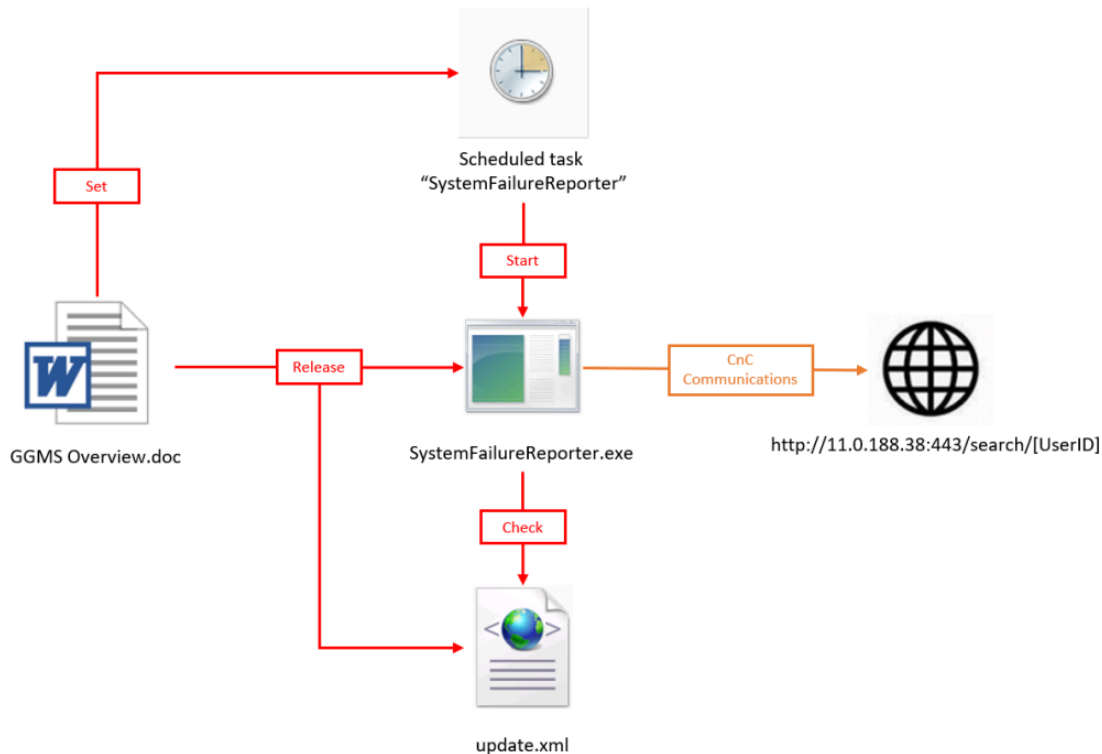 Scheduled task
“SystemFailureReporter”
Set
Start
W
Release
CnC
Communications
GGMS Overview.doc
SystemFailureReporter.exe
http://11.0.188.38:443/search/[UserID]
Check
< >
update.xml